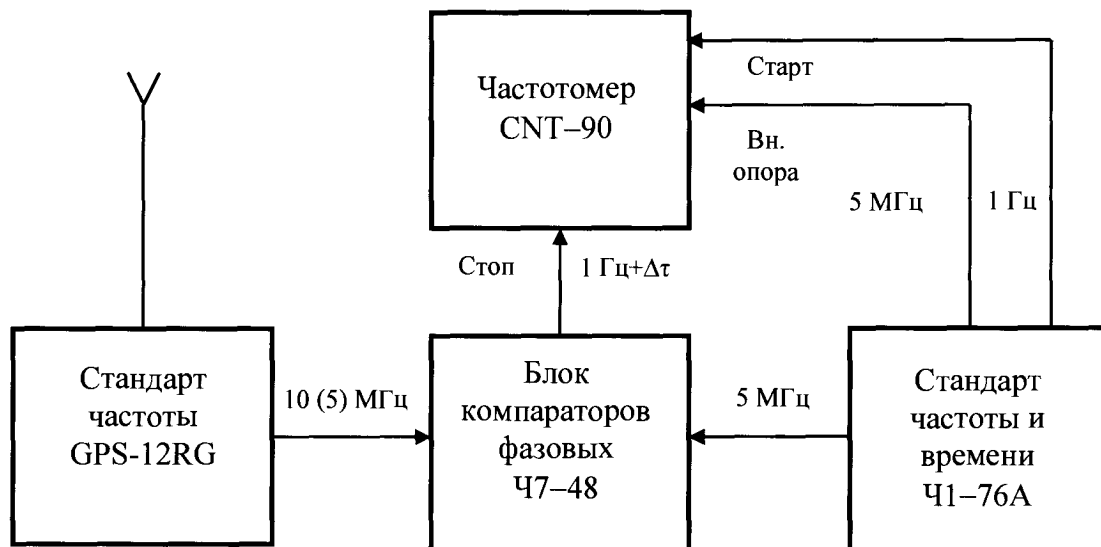 Частотомер
CNT–90
Старт
Вн.
опора
5 МГц
1 Гц
Стоп
1 Гц+Δτ
Стандарт
частоты
GPS-12RG
10 (5) МГц
Блок
компараторов
фазовых
Ч7–48
5 МГц
Стандарт
частоты и
времени
Ч1–76А